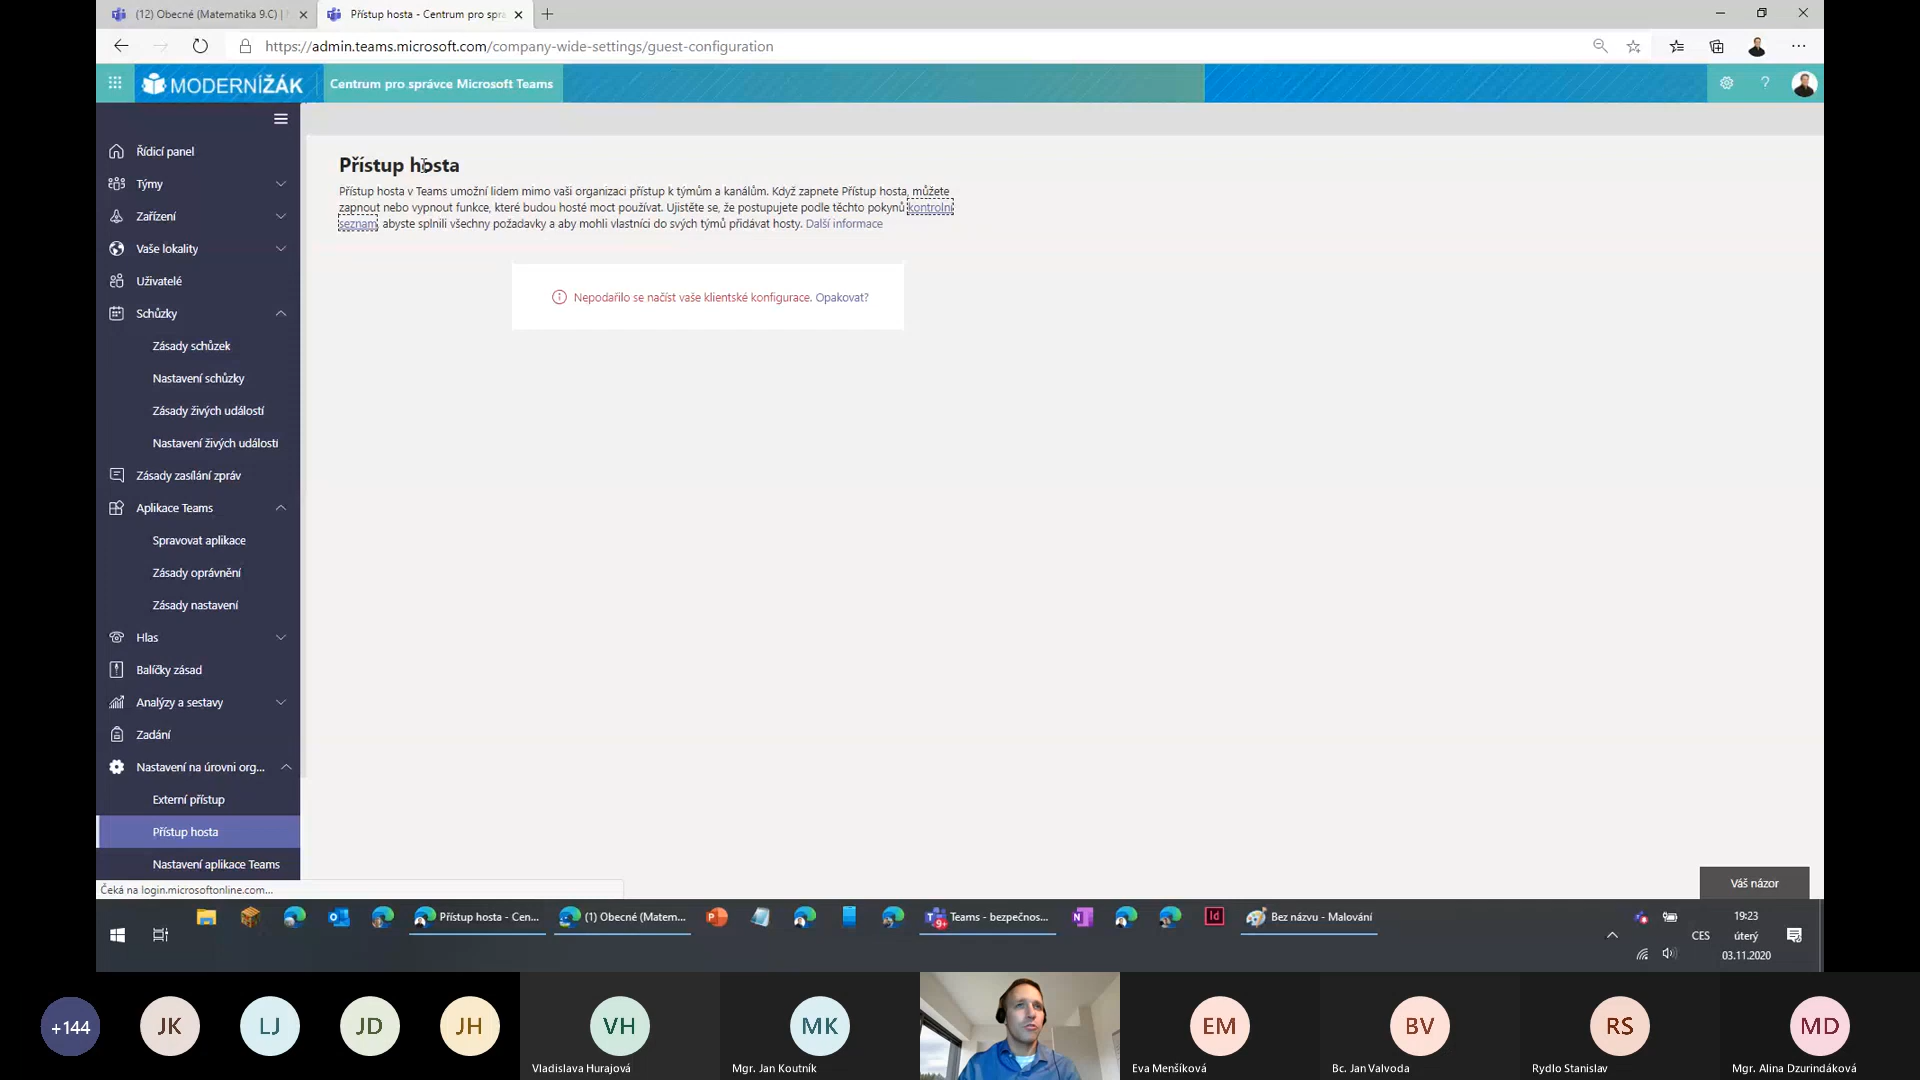 (12) Obecné (Matematika 9.C) |
Přístup hosta - Centrum pro sprá
https://admin.teams.microsoft.com/company-wide-settings/guest-configuration
MODERNÍŽÁK
Centrum pro správce Microsoft Teams
?
Řídicí panel
Týmy
Zařízení
Vaše lokality
Uživatelé
Schůzky
Zásady schůzek
Nastavení schůzky
Zásady živých událostí
Nastavení živých událostí
Zásady zasílání zpráv
Aplikace Teams
Spravovat aplikace
Zásady oprávnění
Zásady nastavení
Hlas
Balíčky zásad
Analýzy a sestavy
Zadání
Nastavení na úrovni org...
Externí přístup
Přístup hosta
Nastavení aplikace Teams
Čeká na login.microsoftonline.com...
Přístup hosta
Přístup hosta v Teams umožní lidem mimo vaši organizaci přístup k týmům a kanálům. Když zapnete Přístup hosta, můžete
zapnout nebo vypnout funkce, které budou hosté moct používat. Ujistěte se, že postupujete podle těchto pokynů kontrolní
seznam, abyste splnili všechny požadavky a aby mohli vlastníci do svých týmů přidávat hosty. Další informace
Nepodařilo se načíst vaše klientské konfigurace. Opakovat?
Váš názor
Přístup hosta - Cen...
(1) Obecné (Matem...
Teams - bezpečnos...
9+
Bez názvu - Malování
CES
19:23
úterý
03.11.2020
+144
JK
LJ
JD
JH
VH
Vladislava Hurajová
MK
Mgr. Jan Koutník
EM
Eva Menšíková
BV
Bc. Jan Valvoda
RS
Rydlo Stanislav
MD
Mgr. Alina Dzurindáková